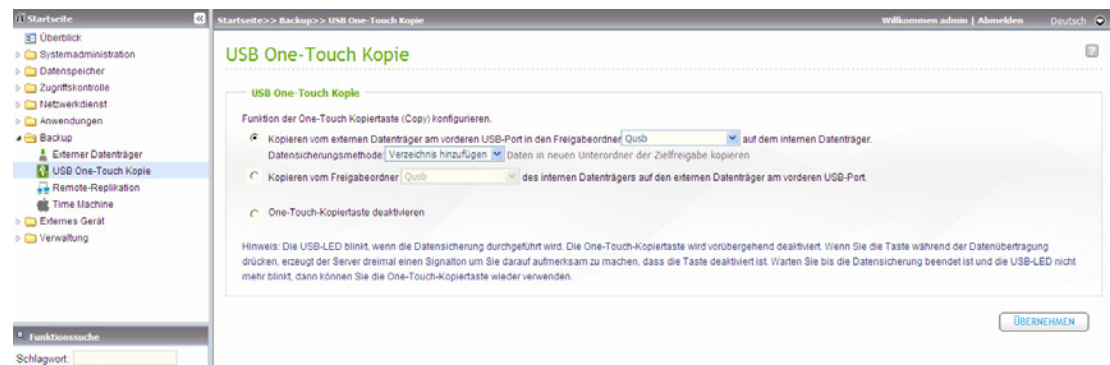 Startseite
Startseite>> Backup>> USB One-Touch Kopie
Willkommen admin | Abmelden
Deutsch
Überblick
Systemadministration
Datenspeicher
Zugriffskontrolle
Netzwerkdienst
Anwendungen
Backup
Externer Datenträger
USB One-Touch Kopie
Remote-Replikation
Time Machine
Externes Gerät
Verwaltung
Funktionssuche
Schlagwort:
USB One-Touch Kopie
USB One-Touch Kopie
Funktion der One-Touch Kopiertaste (Copy) konfigurieren.
Kopieren vom externen Datenträger am vorderen USB-Port in den Freigabeordner Qusb auf dem internen Datenträger.
Datensicherungsmethode: Verzeichnis hinzufügen Daten in neuen Unterordner der Zielfreigabe kopieren
Kopieren vom Freigabeordner Qusb des internen Datenträgers auf den externen Datenträger am vorderen USB-Port.
One-Touch-Kopiertaste deaktivieren
Hinweis: Die USB-LED blinkt, wenn die Datensicherung durchgeführt wird. Die One-Touch-Kopiertaste wird vorübergehend deaktiviert. Wenn Sie die Taste während der Datenübertragung
drücken, erzeugt der Server dreimal einen Signalton um Sie darauf aufmerksam zu machen, dass die Taste deaktiviert ist. Warten Sie bis die Datensicherung beendet ist und die USB-LED nicht
mehr blinkt, dann können Sie die One-Touch-Kopiertaste wieder verwenden.
ÜBERNEHMEN